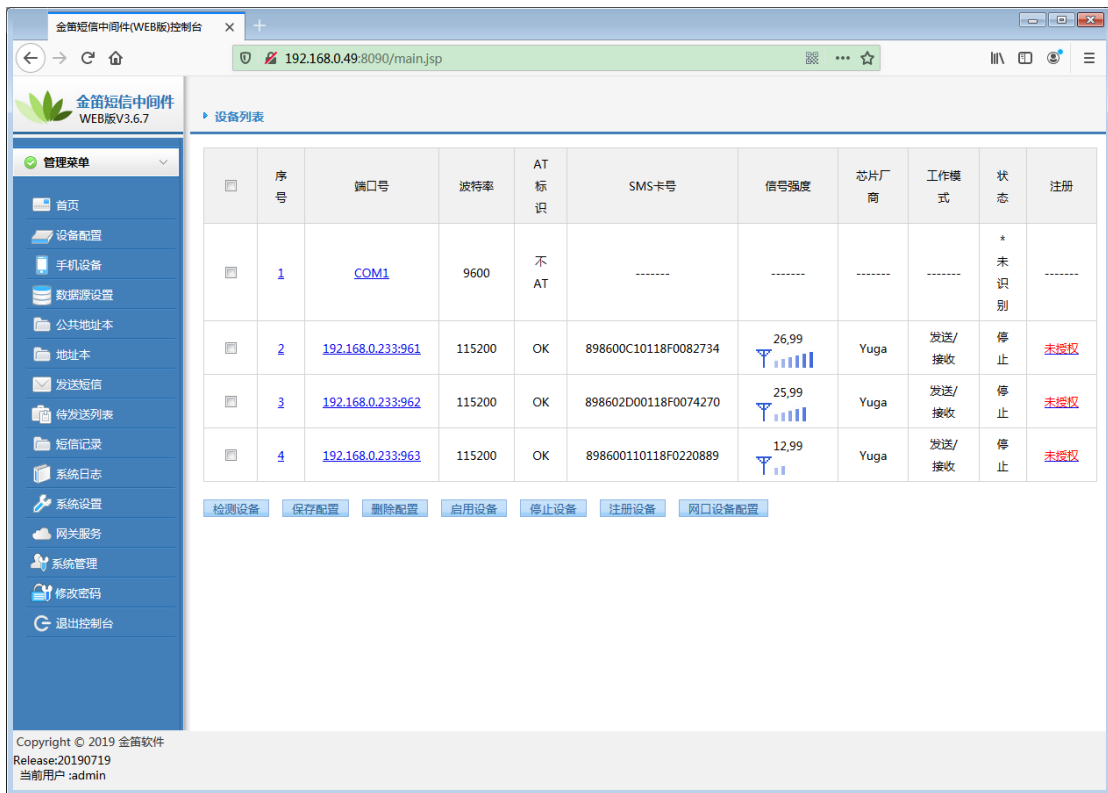 金笛短信中间件(WEB版)控制台
192.168.0.49:8090/main.jsp
金笛短信中间件
WEB版V3.6.7
管理菜单
首页
设备配置
手机设备
数据源设置
公共地址本
地址本
发送短信
待发送列表
短信记录
系统日志
系统设置
网关服务
系统管理
修改密码
退出控制台
设备列表
序号 端口号 波特率 AT标识 SMS卡号 信号强度 芯片厂商 工作模式 状态 注册
1 COM1 9600 不AT ------- ------- ------- ------- *未识别 -------
2 192.168.0.233:961 115200 OK 898600C10118F0082734 26,99 Yuga 发送/接收 停止 未授权
3 192.168.0.233:962 115200 OK 898602D00118F0074270 25,99 Yuga 发送/接收 停止 未授权
4 192.168.0.233:963 115200 OK 898600110118F0220889 12,99 Yuga 发送/接收 停止 未授权
检测设备 保存配置 删除配置 启用设备 停止设备 注册设备 网口设备配置
Copyright © 2019 金笛软件
Release:20190719
当前用户 :admin